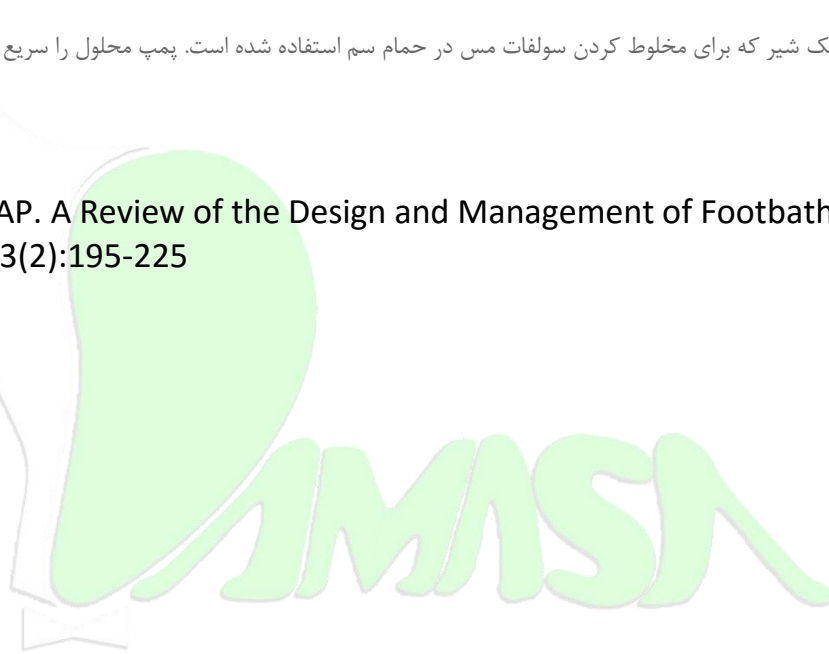 ک شیر که برای مخلوط کردن سولفات مس در حمام سم استفاده شده است. پمپ محلول را سریع
AP. A Review of the Design and Management of Footbath
3(2):195-225
DAMASA